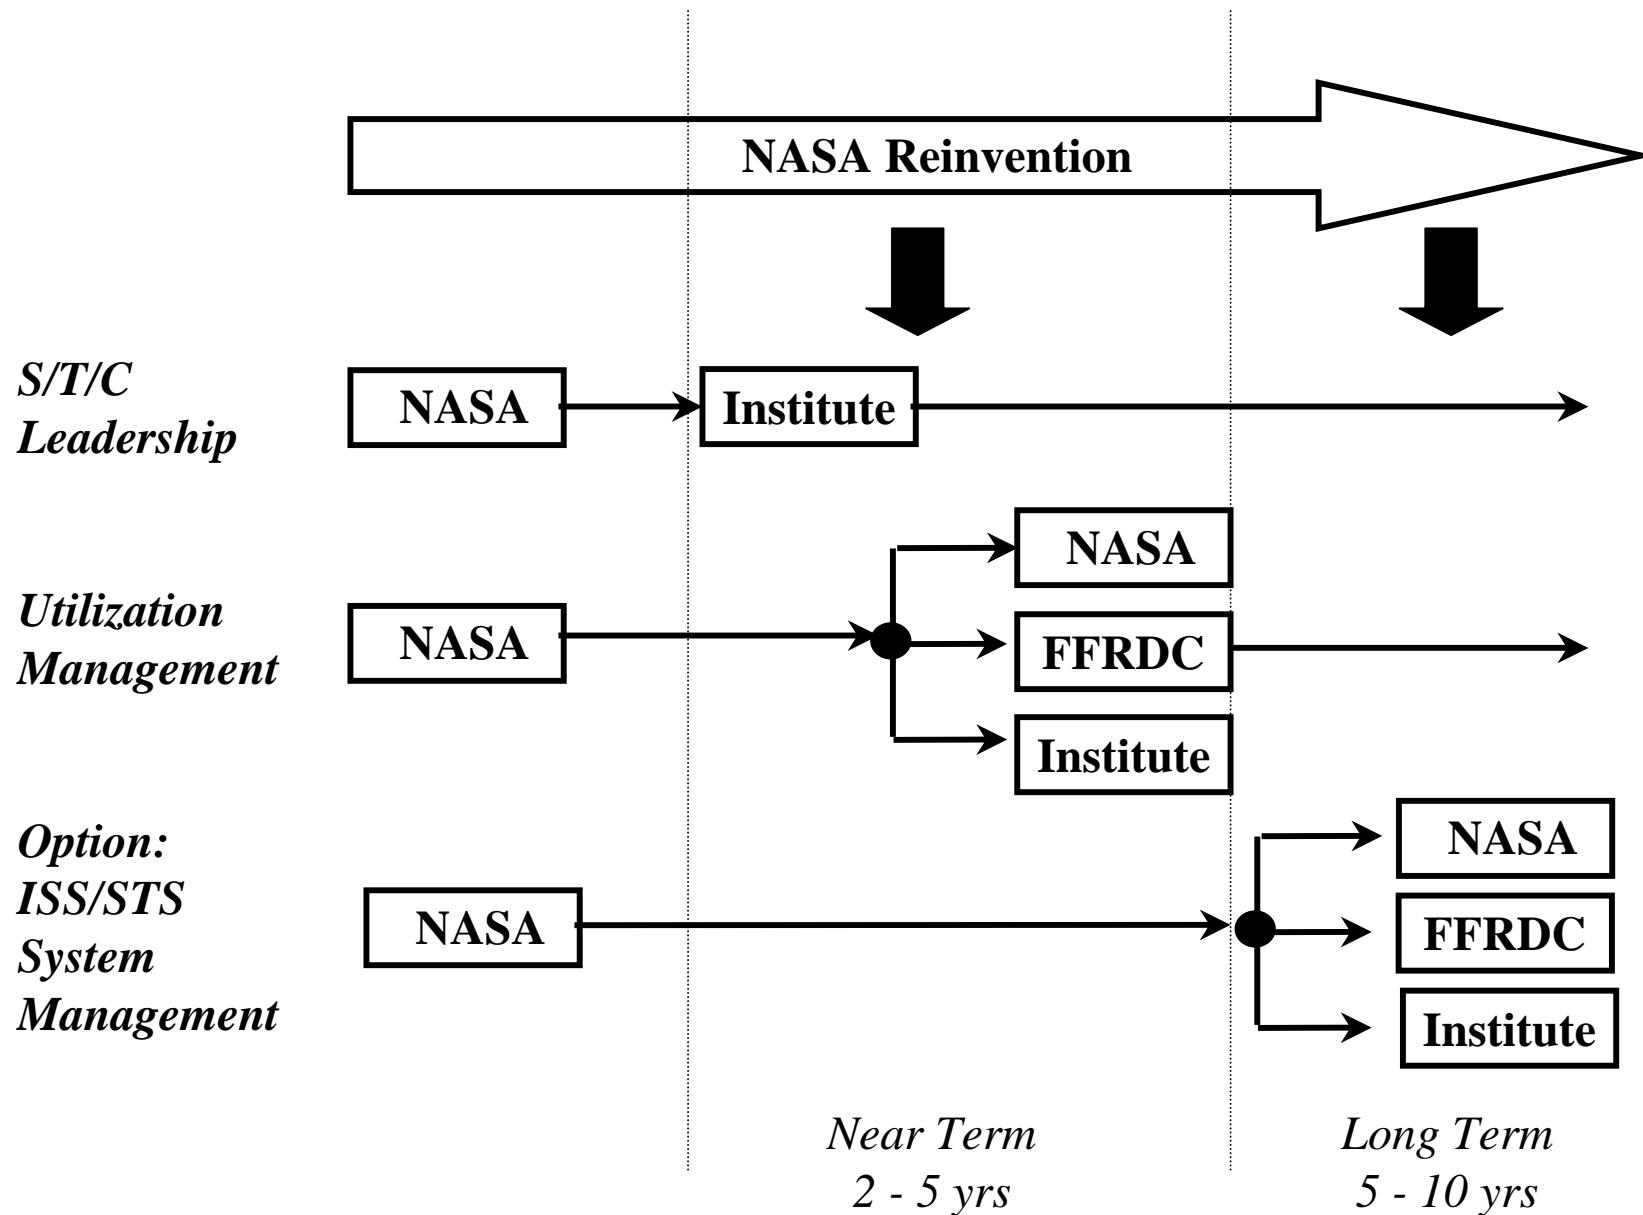 NASA Reinvention
S/T/C
Leadership
NASA
Institute
Utilization
Management
NASA
NASA
FFRDC
Institute
Option:
ISS/STS
System
Management
NASA
NASA
FFRDC
Institute
Near Term
2 - 5 yrs
Long Term
5 - 10 yrs